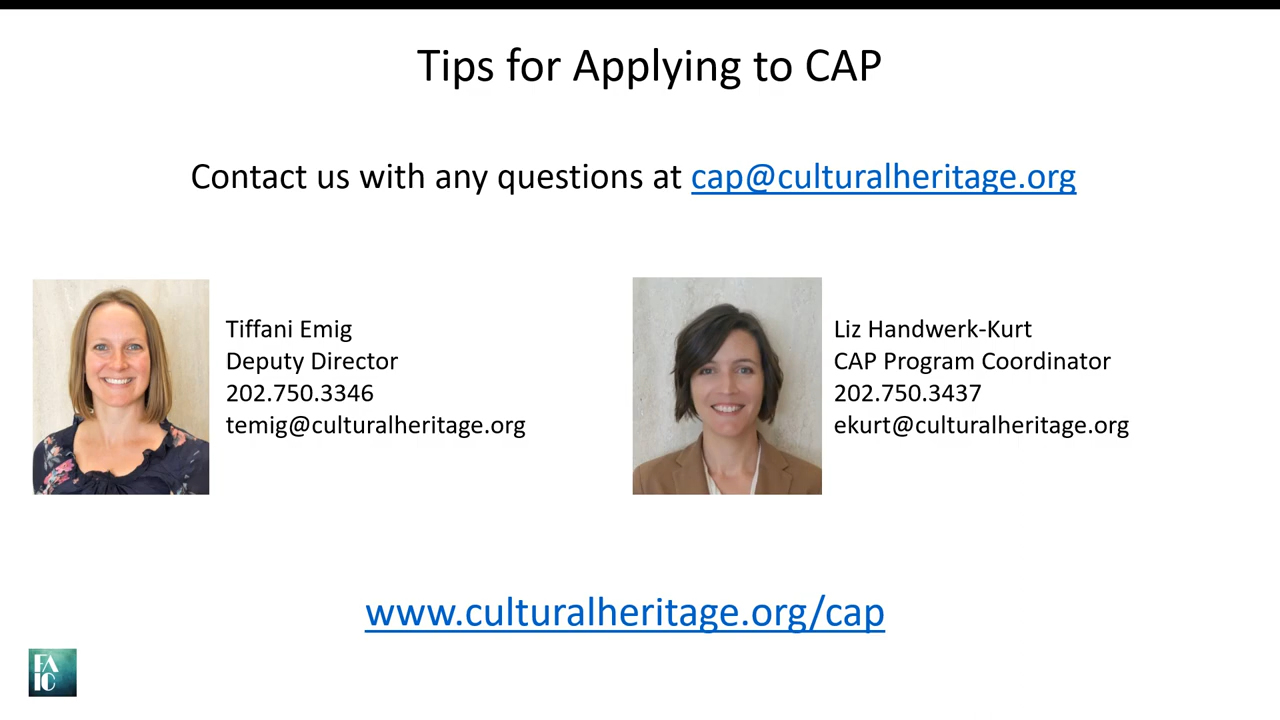 Tips for Applying to CAP
Contact us with any questions at cap@culturalheritage.org
Tiffani Emig
Deputy Director
202.750.3346
temig@culturalheritage.org
Liz Handwerk-Kurt
CAP Program Coordinator
202.750.3437
ekurt@culturalheritage.org
www.culturalheritage.org/cap
FA
IC